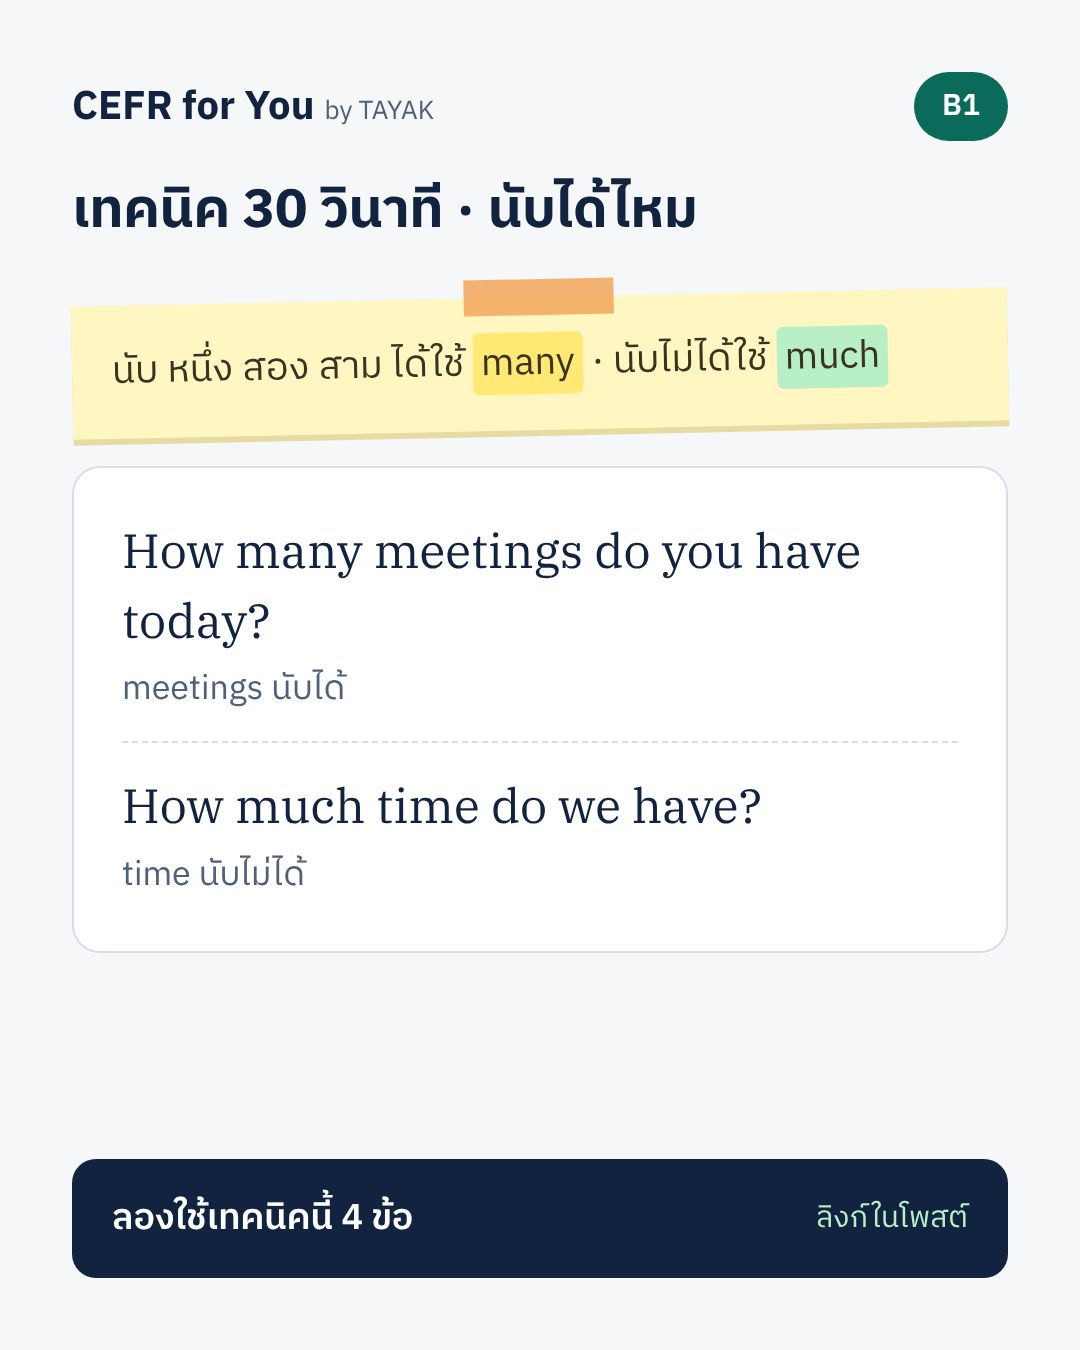 CEFR for You by TAYAK
B1
เทคนิค 30 วินาที · นับได้ไหม
นับ หนึ่ง สอง สาม ได้ใช้ many · นับไม่ได้ใช้ much
How many meetings do you have
today?
meetings นับได้
How much time do we have?
time นับไม่ได้
ลองใช้เทคนิคนี้ 4 ข้อ
ลิงก์ในโพสต์